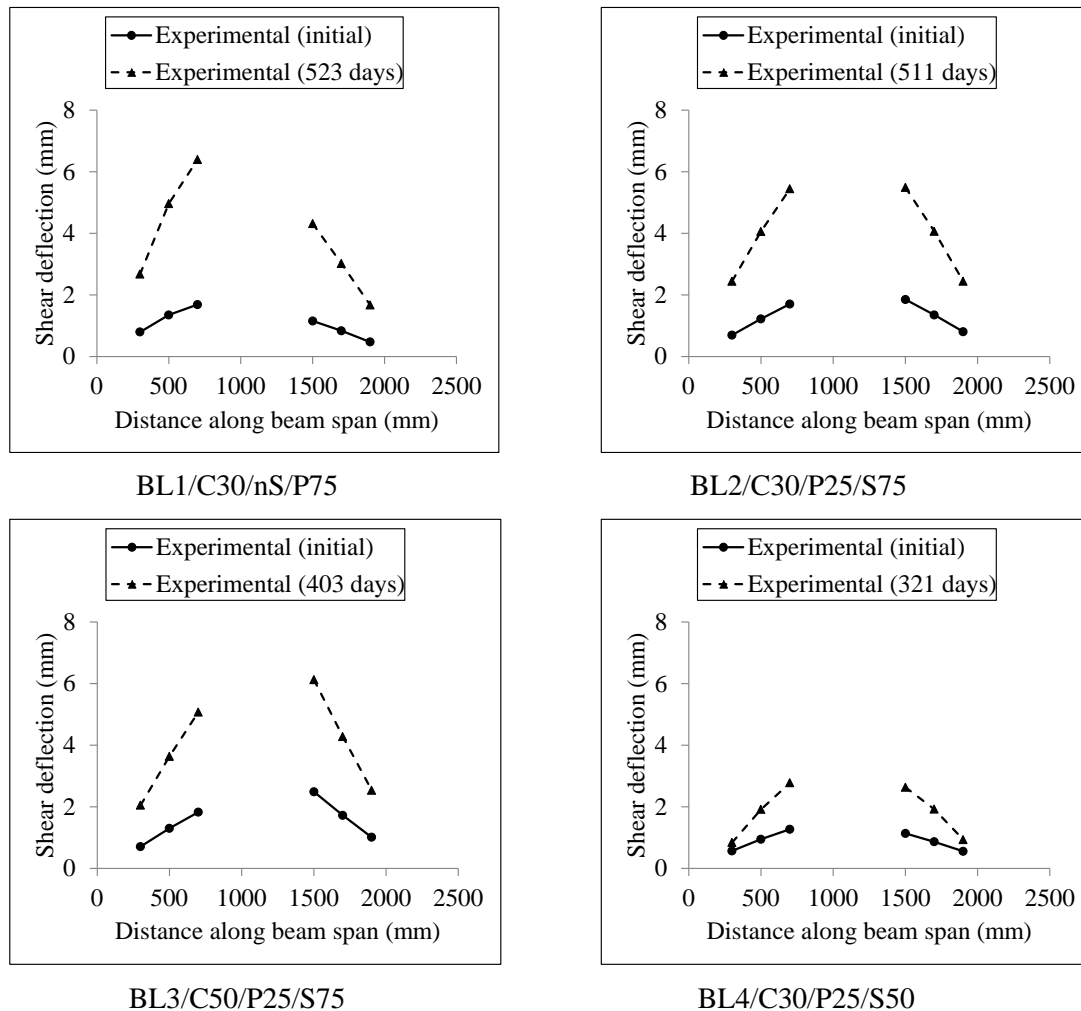 Experimental (initial)
Experimental (523 days)
8
6
4
2
0
Shear deflection (mm)
0 500 1000 1500 2000 2500
Distance along beam span (mm)
BL1/C30/nS/P75
Experimental (initial)
Experimental (511 days)
8
6
4
2
0
Shear deflection (mm)
0 500 1000 1500 2000 2500
Distance along beam span (mm)
BL2/C30/P25/S75
Experimental (initial)
Experimental (403 days)
8
6
4
2
0
Shear deflection (mm)
0 500 1000 1500 2000 2500
Distance along beam span (mm)
BL3/C50/P25/S75
Experimental (initial)
Experimental (321 days)
8
6
4
2
0
Shear deflection (mm)
0 500 1000 1500 2000 2500
Distance along beam span (mm)
BL4/C30/P25/S50